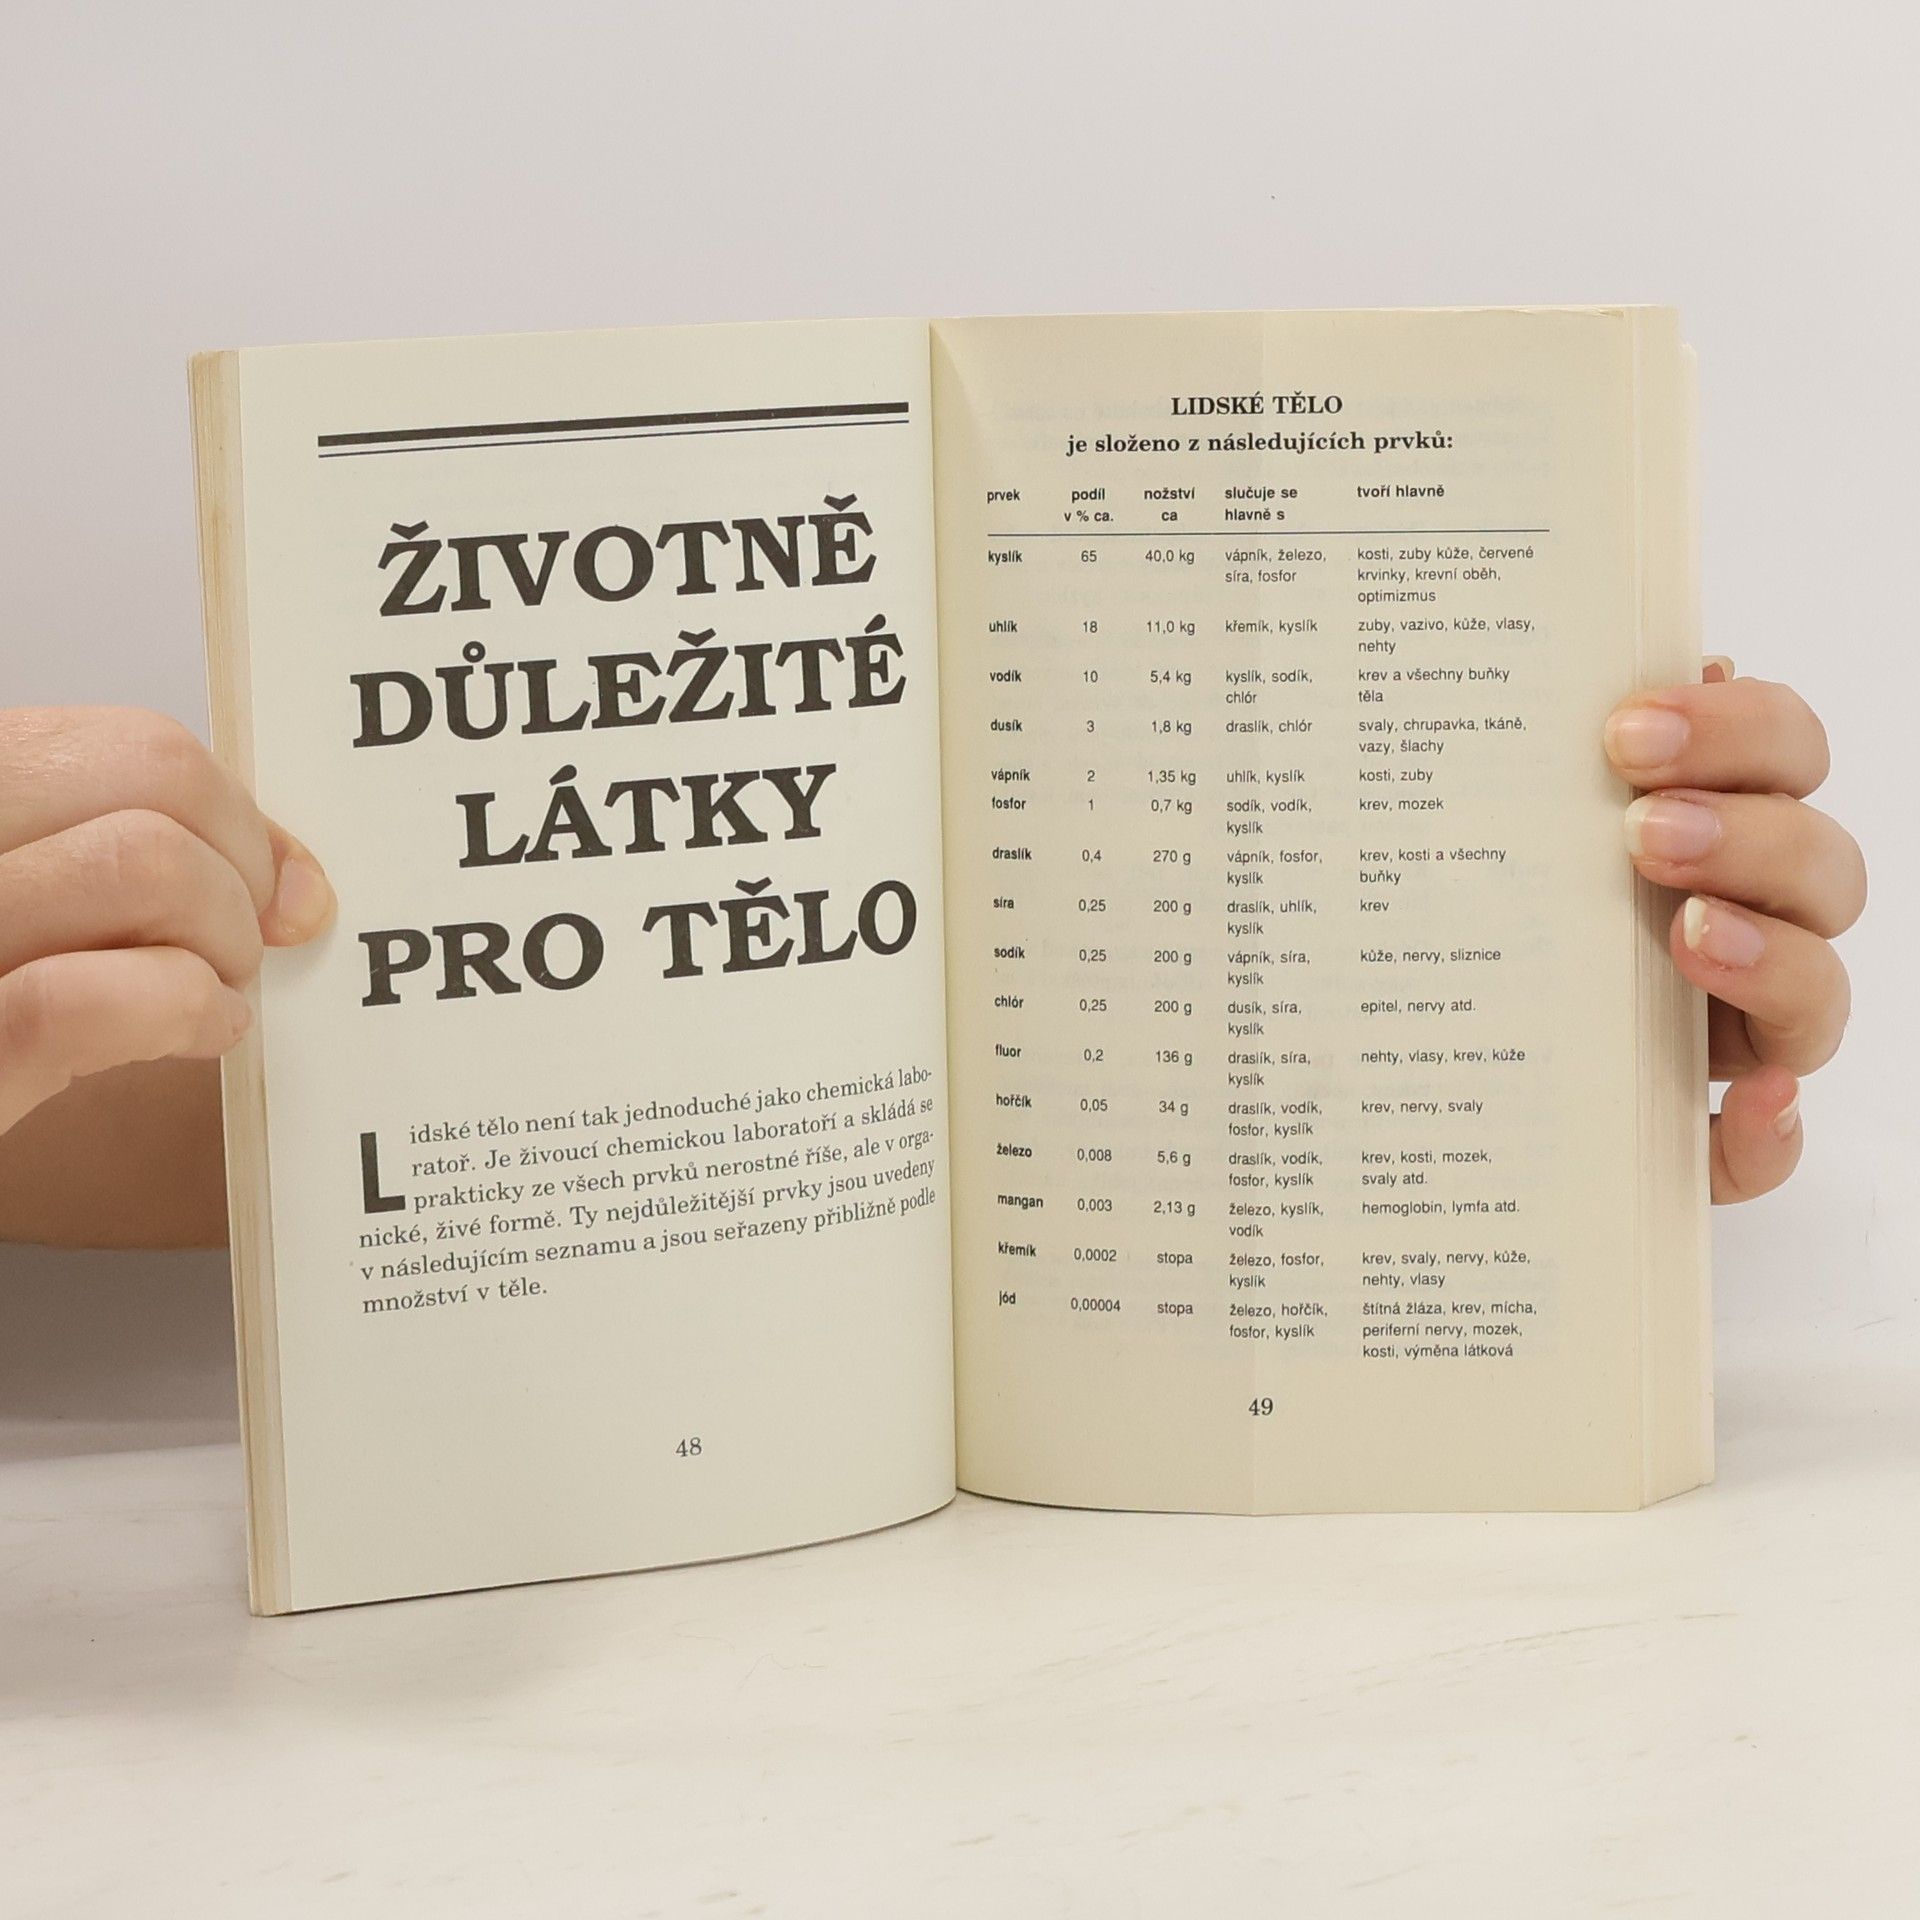 ŽIVOTNĚ
DŮLEŽITÉ
LÁTKY
PRO TĚLO
Lidské tělo není tak jednoduché jako chemická labo-
ratoř. Je živoucí chemickou laboratoří a skládá se
prakticky ze všech prvků nerostné říše, ale v orga-
nické, živé formě. Ty nejdůležitější prvky jsou uvedeny
v následujícím seznamu a jsou seřazeny přibližně podle
množství v těle.
48
LIDSKÉ TĚLO
je složeno z následujících prvků:
prvek podíl nožství slučuje se tvoří hlavně
v % ca. ca hlavně s
kyslík 65 40,0 kg vápník, železo, kosti, zuby kůže, červené
síra, fosfor krvinky, krevní oběh,
optimizmus
uhlík 18 11,0 kg křemík, kyslík zuby, vazivo, kůže, vlasy,
nehty
vodík 10 5,4 kg kyslík, sodík, krev a všechny buňky
chlór těla
dusík 3 1,8 kg draslík, chlór svaly, chrupavka, tkáně,
vazy, šlachy
vápník 2 1,35 kg uhlík, kyslík kosti, zuby
fosfor 1 0,7 kg sodík, vodík, krev, mozek
kyslík
draslík 0,4 270 g vápník, fosfor, krev, kosti a všechny
kyslík buňky
síra 0,25 200 g draslík, uhlík, krev
kyslík
sodík 0,25 200 g vápník, síra, kůže, nervy, sliznice
kyslík
chlór 0,25 200 g dusík, síra, epitel, nervy atd.
kyslík
fluor 0,2 136 g draslík, síra, nehty, vlasy, krev, kůže
kyslík
hořčík 0,05 34 g draslík, vodík, krev, nervy, svaly
fosfor, kyslík
železo 0,008 5,6 g draslík, vodík, krev, kosti, mozek,
fosfor, kyslík svaly atd.
mangan 0,003 2,13 g železo, kyslík, hemoglobin, lymfa atd.
vodík
křemík 0,0002 stopa železo, fosfor, krev, svaly, nervy, kůže,
kyslík nehty, vlasy
jód 0,00004 stopa železo, hořčík, štítná žláza, krev, mícha,
fosfor, kyslík periferní nervy, mozek,
kosti, výměna látková
49